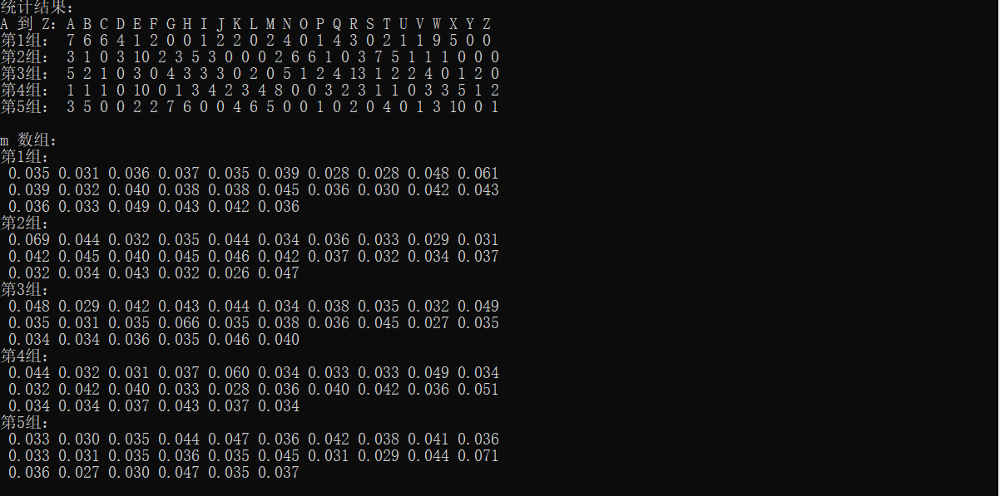 统计结果:
A 到 Z: A B C D E F G H I J K L M N O P Q R S T U V W X Y Z
第1组: 7 6 6 4 1 2 0 0 1 2 2 0 2 4 0 1 4 3 0 2 1 1 9 5 0 0
第2组: 3 1 0 3 10 2 3 5 3 0 0 0 2 6 6 1 0 3 7 5 1 1 1 0 0 0
第3组: 5 2 1 0 3 0 4 3 3 3 0 2 0 5 1 2 4 13 1 2 2 4 0 1 2 0
第4组: 1 1 1 0 10 0 1 3 4 2 3 4 8 0 0 3 2 3 1 1 0 3 3 5 1 2
第5组: 3 5 0 0 2 2 7 6 0 0 4 6 5 0 0 1 0 2 0 4 0 1 3 10 0 1
m 数组:
第1组:
0.035 0.031 0.036 0.037 0.035 0.039 0.028 0.028 0.048 0.061
0.039 0.032 0.040 0.038 0.038 0.045 0.036 0.030 0.042 0.043
0.036 0.033 0.049 0.043 0.042 0.036
第2组:
0.069 0.044 0.032 0.035 0.044 0.034 0.036 0.033 0.029 0.031
0.042 0.045 0.040 0.045 0.046 0.042 0.037 0.032 0.034 0.037
0.032 0.034 0.043 0.032 0.026 0.047
第3组:
0.048 0.029 0.042 0.043 0.044 0.034 0.038 0.035 0.032 0.049
0.035 0.031 0.035 0.066 0.035 0.038 0.036 0.045 0.027 0.035
0.034 0.034 0.036 0.035 0.046 0.040
第4组:
0.044 0.032 0.031 0.037 0.060 0.034 0.033 0.033 0.049 0.034
0.032 0.042 0.040 0.033 0.028 0.036 0.040 0.042 0.036 0.051
0.034 0.034 0.037 0.043 0.037 0.034
第5组:
0.033 0.030 0.035 0.044 0.047 0.036 0.042 0.038 0.041 0.036
0.033 0.031 0.035 0.036 0.035 0.045 0.031 0.029 0.044 0.071
0.036 0.027 0.030 0.047 0.035 0.037